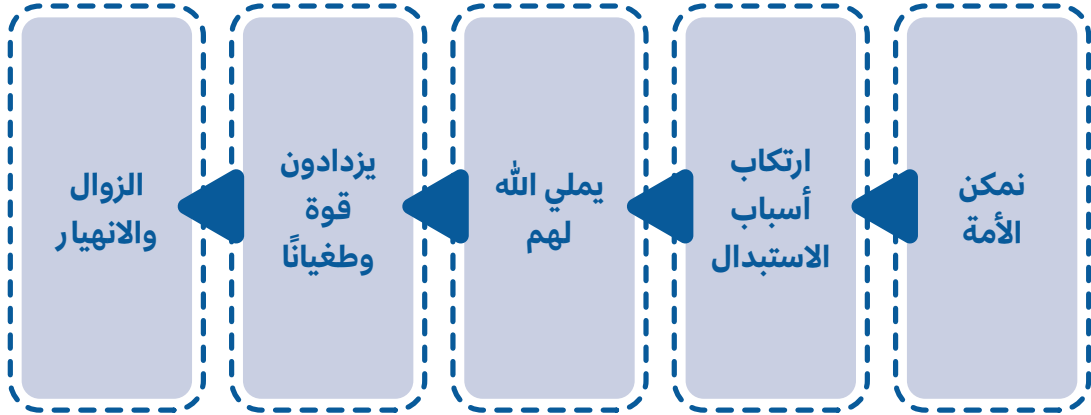 نمكن
الأمة
ارتكاب
أسباب
الاستبدال
يملي الله
لهم
يزدادون
قوة
وطغيانًا
الزوال
والانهيار